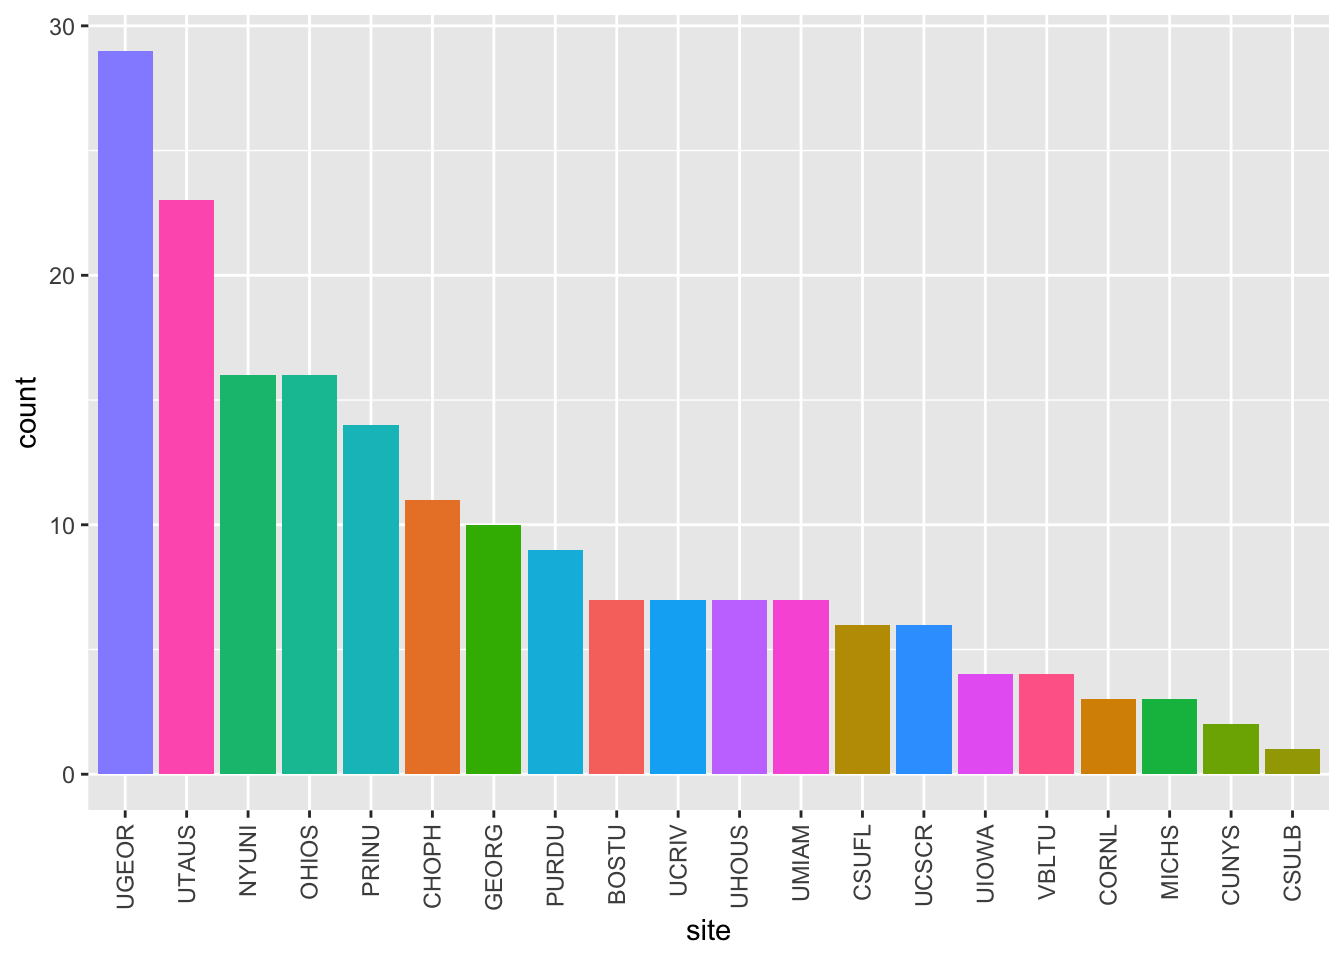 30
20
10
0
count
UGEOR
UTAUS
NYUNI
OHIOS
PRINU
CHOPH
GEORG
PURDU
BOSTU
UCRIV
UHOUS
UMIAM
CSUFL
UCSCR
UIOWA
VBLTU
CORNL
MICHS
CUNYS
CSULB
site